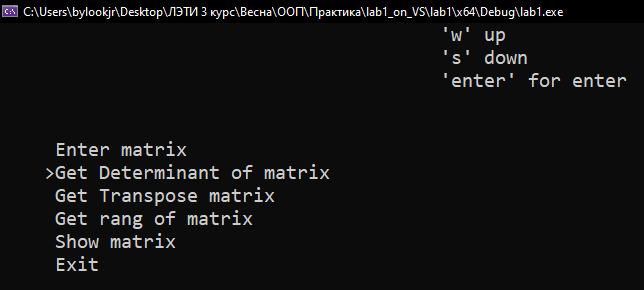 C:\Users\bylookjr\Desktop\ЛЭТИ 3 курс\Весна\ООП\Практика\lab1_on_VS\lab1\x64\Debug\lab1.exe
'w' up
's' down
'enter' for enter
Enter matrix
>Get Determinant of matrix
Get Transpose matrix
Get rang of matrix
Show matrix
Exit